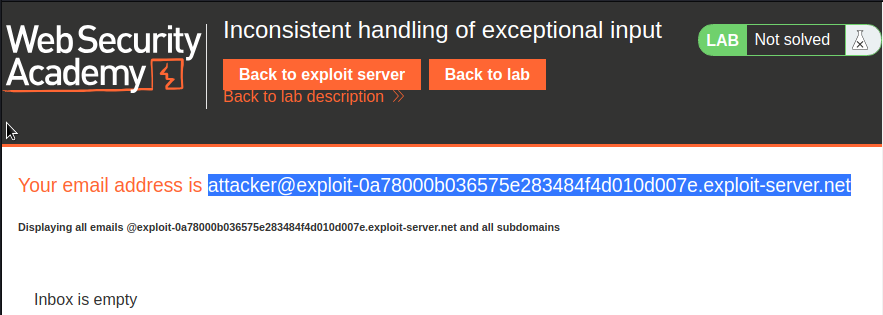 Web Security
Academy
Inconsistent handling of exceptional input
LAB Not solved
Back to exploit server Back to lab
Back to lab description
Your email address is attacker@exploit-0a78000b036575e283484f4d010d007e.exploit-server.net
Displaying all emails @exploit-0a78000b036575e283484f4d010d007e.exploit-server.net and all subdomains
Inbox is empty